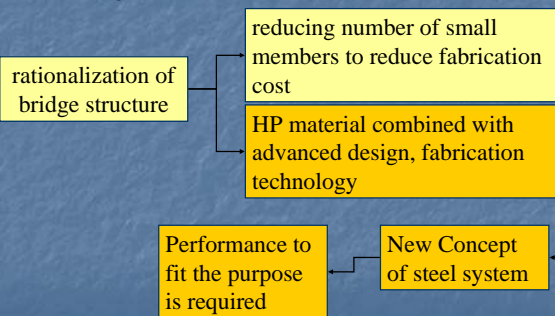 rationalization of
bridge structure
reducing number of small
members to reduce fabrication
cost
HP material combined with
advanced design, fabrication
technology
Performance to
fit the purpose
is required
New Concept
of steel system